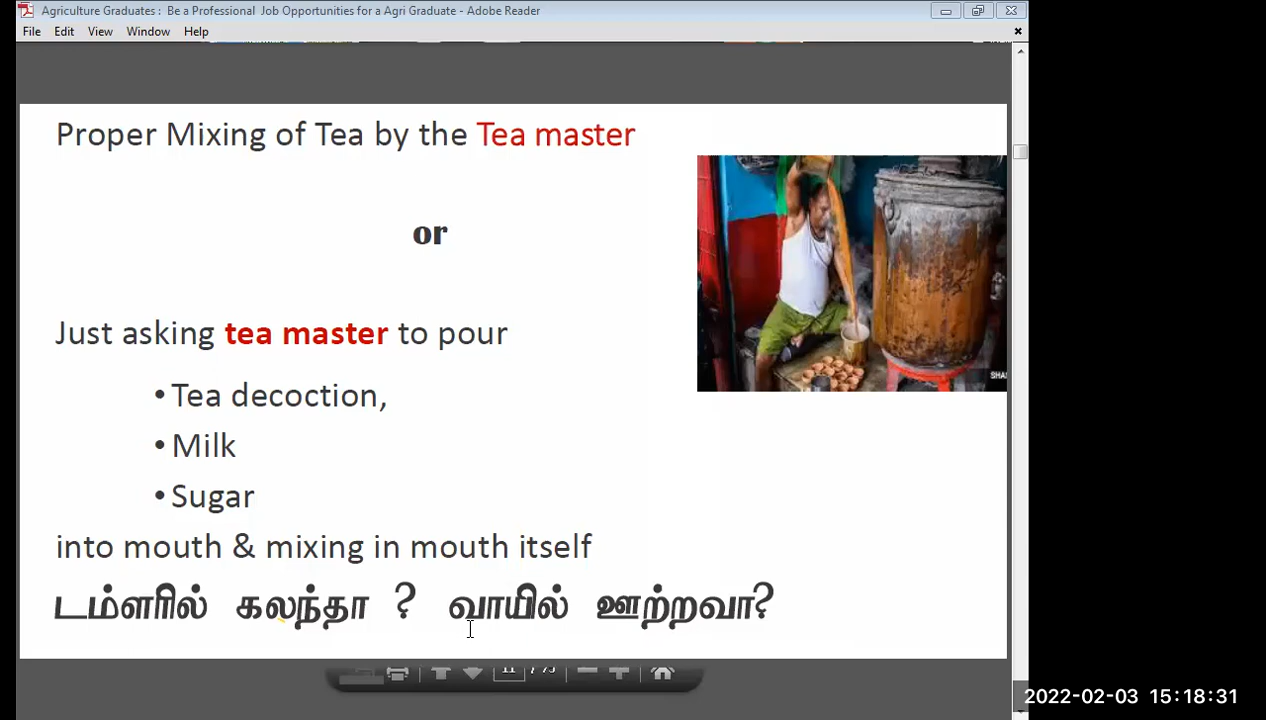 Agriculture Graduates : Be a Professional Job Opportunities for a Agri Graduate - Adobe Reader
File Edit View Window Help
Proper Mixing of Tea by the Tea master
or
Just asking tea master to pour
• Tea decoction,
• Milk
• Sugar
into mouth & mixing in mouth itself
டம்ளரில் கலந்தா ? வாயில் ஊற்றவா?
2022-02-03 15:18:31